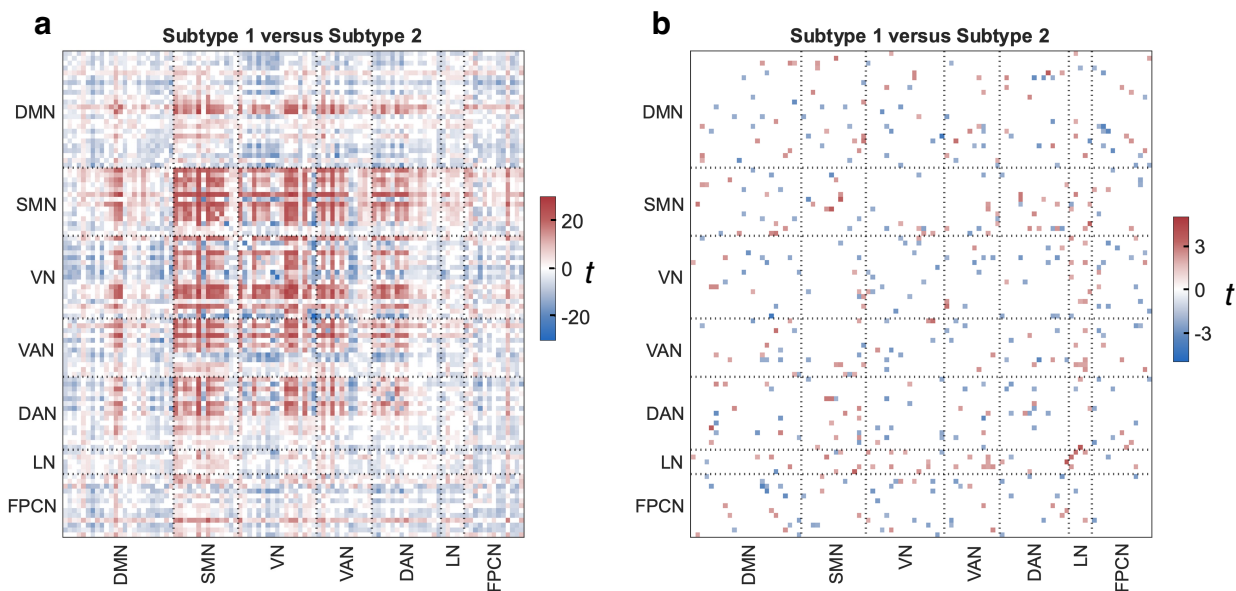 a
Subtype 1 versus Subtype 2
DMN
SMN
VN
VAN
DAN
LN
FPCN
DMN
SMN
VN
VAN
DAN
LN
FPCN
20
0
-20
t
b
Subtype 1 versus Subtype 2
DMN
SMN
VN
VAN
DAN
LN
FPCN
DMN
SMN
VN
VAN
DAN
LN
FPCN
3
0
-3
t